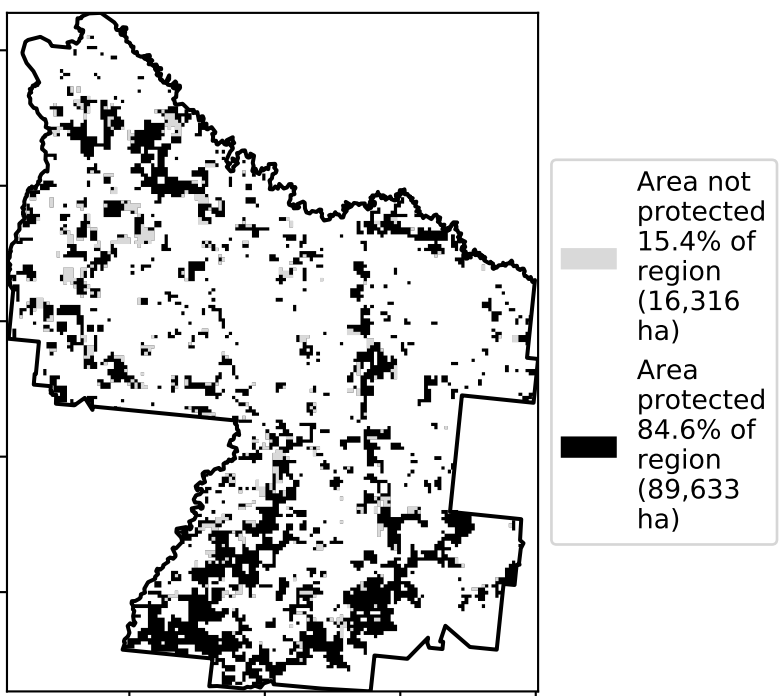 Area not
protected
15.4% of
region
(16,316
ha)
Area
protected
84.6% of
region
(89,633
ha)